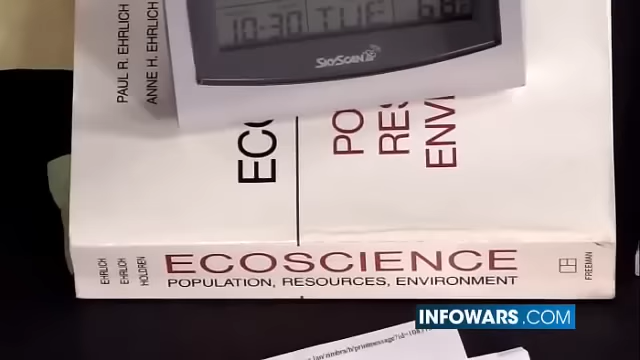 10:30 TUE 68
SKYSCAN
PAUL R. EHRLICH
ANNE H. EHRLICH
EC
PO
RES
ENVI
EHRLICH
EHRLICH
HOLDREN
ECOSCIENCE
POPULATION, RESOURCES, ENVIRONMENT
FREEMAN
INFOWARS.COM